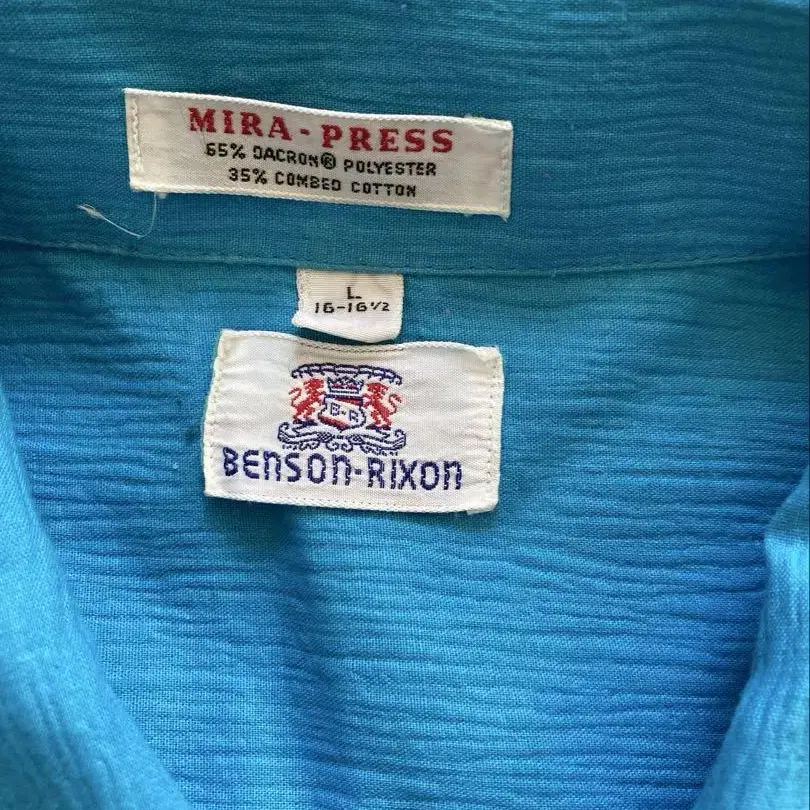 MIRA-PRESS
65% DACRON® POLYESTER
35% COMBED COTTON
L
16-16½
B-R
BENSON-RIXON